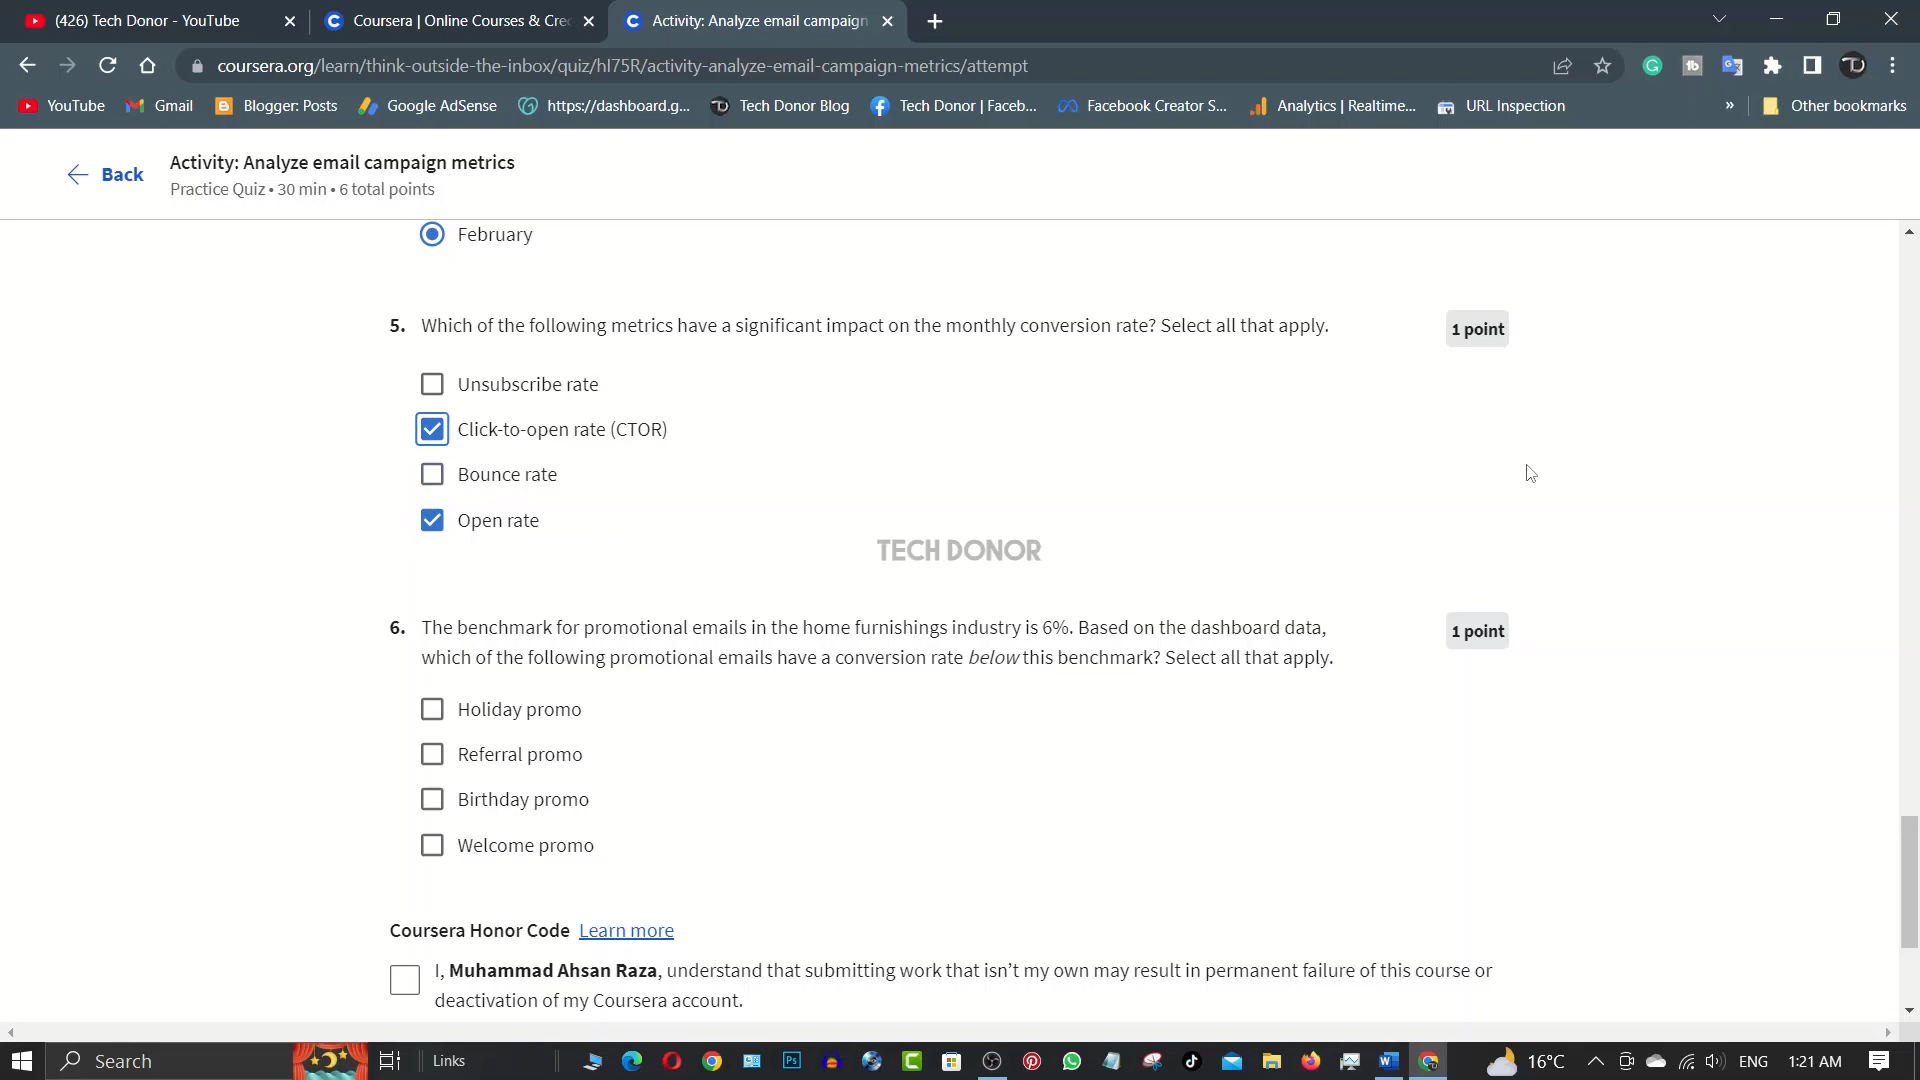 (426) Tech Donor - YouTube
Coursera | Online Courses & Cre
Activity: Analyze email campaign
coursera.org/learn/think-outside-the-inbox/quiz/hI75R/activity-analyze-email-campaign-metrics/attempt
YouTube
Gmail
Blogger: Posts
Google AdSense
https://dashboard.g...
Tech Donor Blog
Tech Donor | Faceb...
Facebook Creator S...
Analytics | Realtime...
URL Inspection
»
Other bookmarks
Back
Activity: Analyze email campaign metrics
Practice Quiz • 30 min • 6 total points
February
5. Which of the following metrics have a significant impact on the monthly conversion rate? Select all that apply.
1 point
Unsubscribe rate
Click-to-open rate (CTOR)
Bounce rate
Open rate
TECH DONOR
6. The benchmark for promotional emails in the home furnishings industry is 6%. Based on the dashboard data,
which of the following promotional emails have a conversion rate below this benchmark? Select all that apply.
1 point
Holiday promo
Referral promo
Birthday promo
Welcome promo
Coursera Honor Code Learn more
I, Muhammad Ahsan Raza, understand that submitting work that isn't my own may result in permanent failure of this course or
deactivation of my Coursera account.
Search
Links
Ps
16°C
ENG
1:21 AM